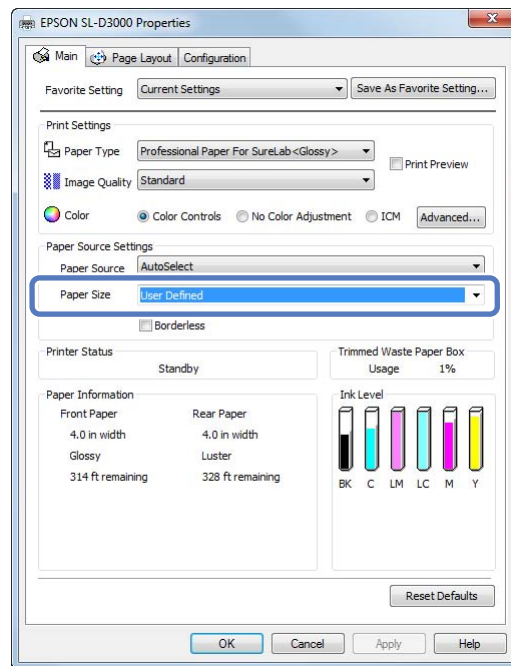 EPSON SL-D3000 Properties
Main Page Layout Configuration
Favorite Setting Current Settings Save As Favorite Setting...
Print Settings
Paper Type Professional Paper For SureLab<Glossy>
Print Preview
Image Quality Standard
Color Color Controls No Color Adjustment ICM Advanced...
Paper Source Settings
Paper Source AutoSelect
Paper Size User Defined
Borderless
Printer Status Trimmed Waste Paper Box
Standby Usage 1%
Paper Information Ink Level
Front Paper Rear Paper
4.0 in width 4.0 in width
Glossy Luster
314 ft remaining 328 ft remaining
BK C LM LC M Y
Reset Defaults
OK Cancel Apply Help